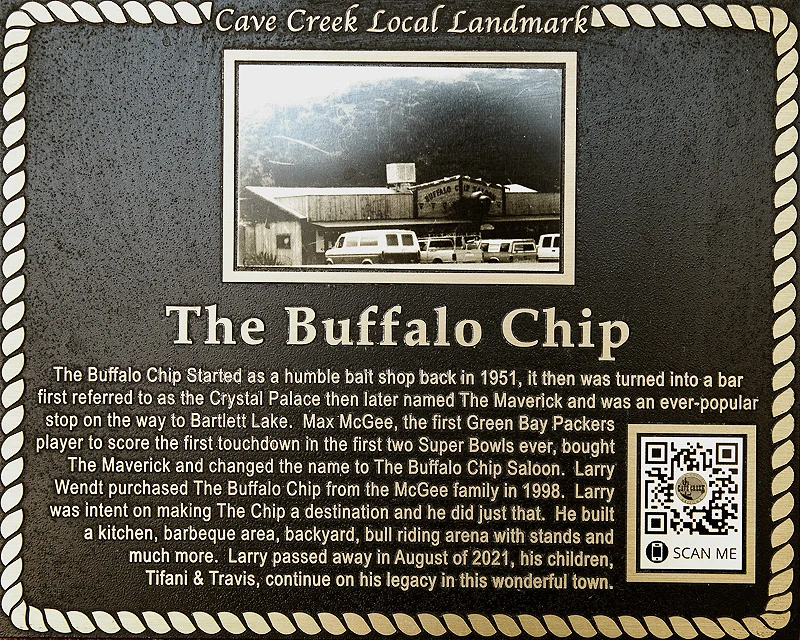 Cave Creek Local Landmark
The Buffalo Chip
The Buffalo Chip Started as a humble bait shop back in 1951, it then was turned into a bar
first referred to as the Crystal Palace then later named The Maverick and was an ever-popular
stop on the way to Bartlett Lake. Max McGee, the first Green Bay Packers
player to score the first touchdown in the first two Super Bowls ever, bought
The Maverick and changed the name to The Buffalo Chip Saloon. Larry
Wendt purchased The Buffalo Chip from the McGee family in 1998. Larry
was intent on making The Chip a destination and he did just that. He built
a kitchen, barbeque area, backyard, bull riding arena with stands and
much more. Larry passed away in August of 2021, his children,
Tifani & Travis, continue on his legacy in this wonderful town.
SCAN ME